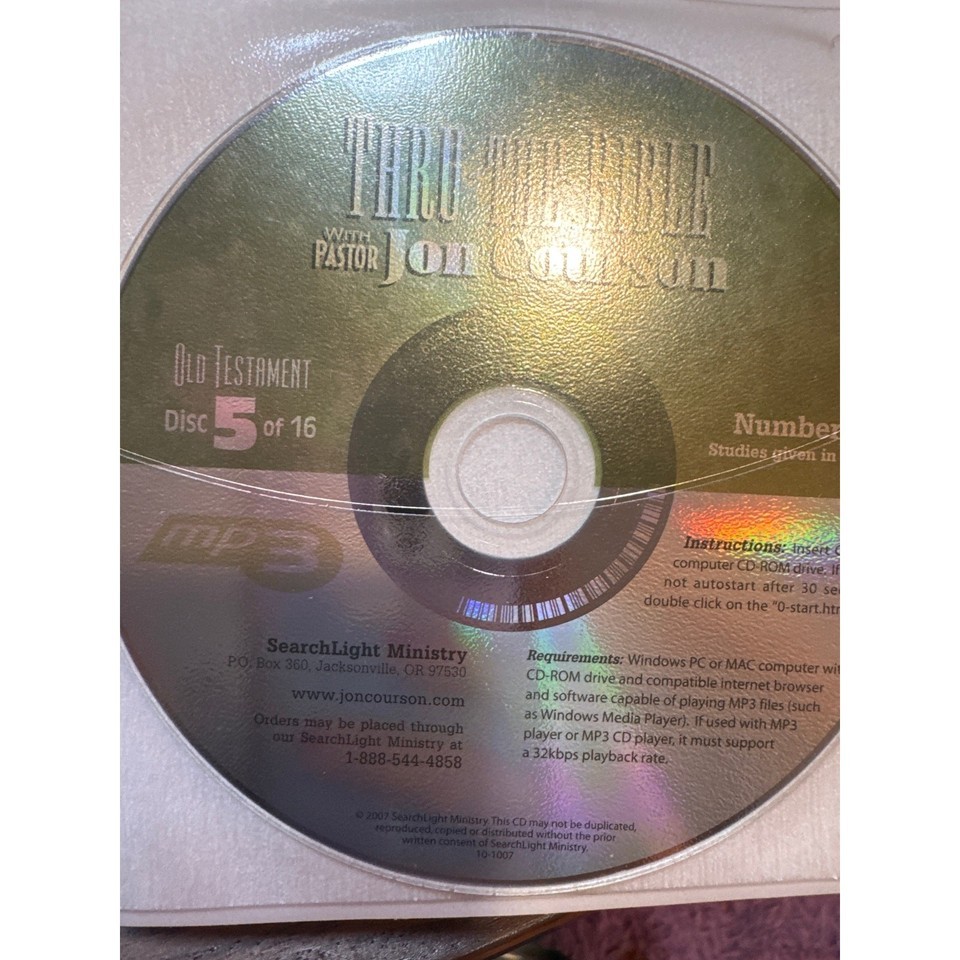 THRU THE BIBLE
WITH
PASTOR Jon Courson
OLD TESTAMENT
Disc 5 of 16
Number
Studies given in
mp3
Instructions: Insert
computer CD-ROM drive. If
not autostart after 30 sec
double click on the "0-start.htm
SearchLight Ministry
P.O. Box 360, Jacksonville, OR 97530
www.joncourson.com
Orders may be placed through
our SearchLight Ministry at
1-888-544-4858
Requirements: Windows PC or MAC computer wit
CD-ROM drive and compatible internet browser
and software capable of playing MP3 files (such
as Windows Media Player). If used with MP3
player or MP3 CD player, it must support
a 32kbps playback rate.
© 2007 SearchLight Ministry. This CD may not be duplicated,
reproduced, copied or distributed without the prior
written content of SearchLight Ministry.
10-1007